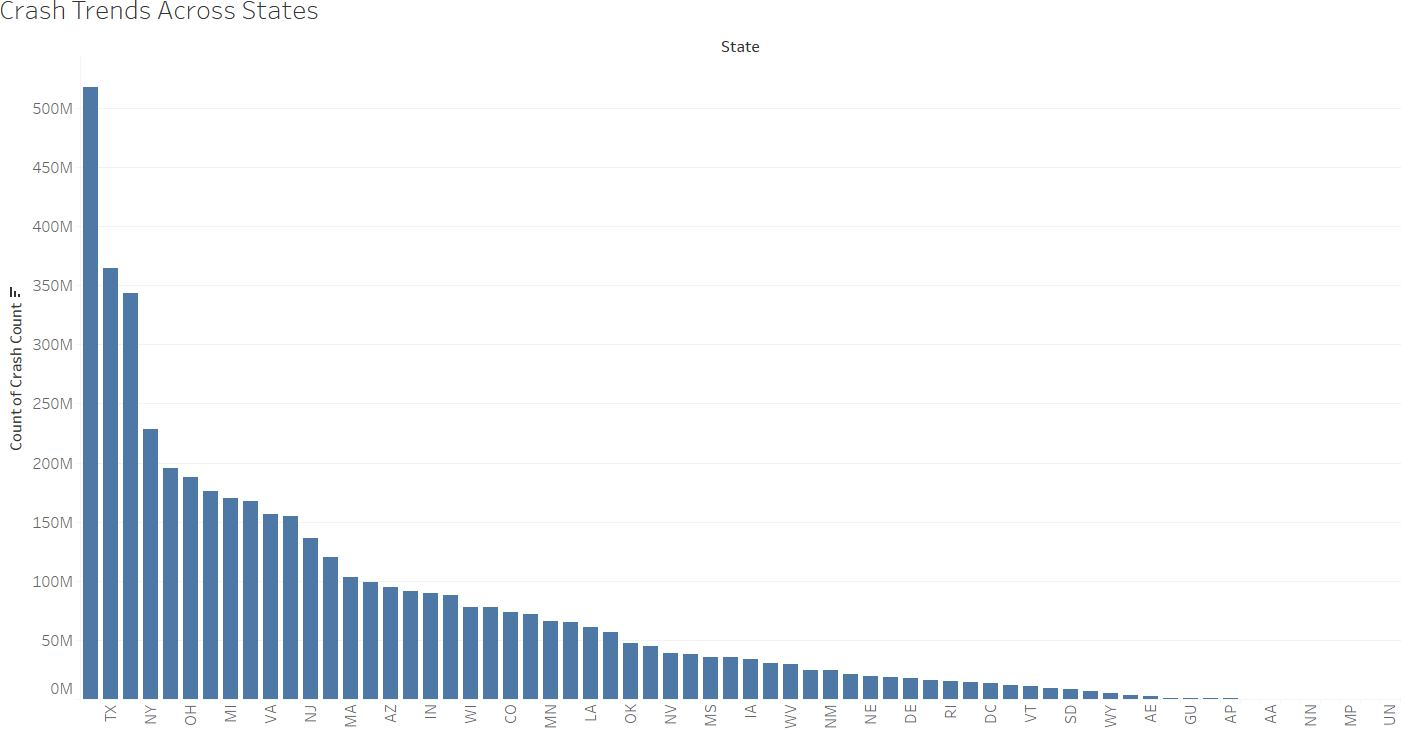 Crash Trends Across States
State
500M
450M
400M
350M
300M
250M
200M
150M
100M
50M
0M
Count of Crash Count
TX
NY
OH
MI
VA
NJ
MA
AZ
IN
WI
CO
MN
LA
OK
NV
MS
IA
WV
NM
NE
DE
RI
DC
VT
SD
WY
AE
GU
AP
AA
NN
MP
UN